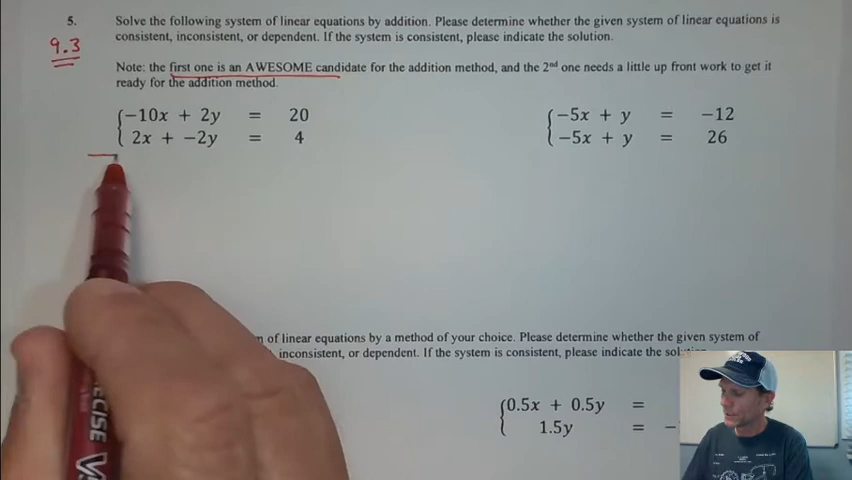 5. Solve the following system of linear equations by addition. Please determine whether the given system of linear equations is
9.3 consistent, inconsistent, or dependent. If the system is consistent, please indicate the solution.
Note: the first one is an AWESOME candidate for the addition method, and the 2nd one needs a little up front work to get it
ready for the addition method.
−10x + 2y = 20
2x + −2y = 4
−5x + y = −12
−5x + y = 26
of linear equations by a method of your choice. Please determine whether the given system of
inconsistent, or dependent. If the system is consistent, please indicate the
0.5x + 0.5y =
1.5y = −